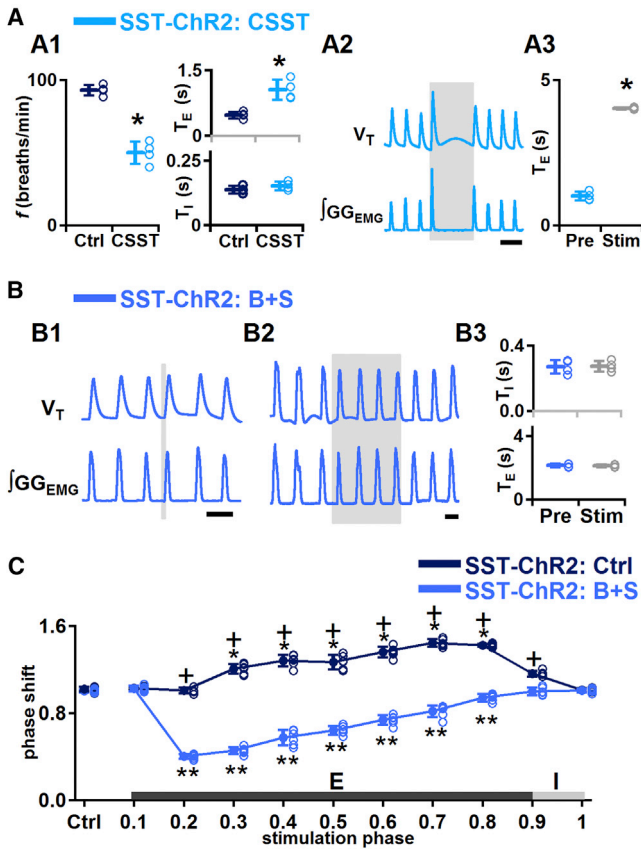 A
SST-ChR2: CSST
A1
A2
A3
100
50
0
f (breaths/min)
*
Ctrl CSST
1.5
0
T_E (s)
*
0.25
0
T_I (s)
Ctrl CSST
V_T
∫GG_EMG
5
0
T_E (s)
*
Pre Stim
B
SST-ChR2: B+S
B1
B2
B3
V_T
∫GG_EMG
0.4
0.0
T_I (s)
4
0
T_E (s)
Pre Stim
C
SST-ChR2: Ctrl
SST-ChR2: B+S
1.6
0.8
0.0
phase shift
+ + + + + + + +
* * * * * *
** ** ** ** ** ** **
E I
Ctrl 0.1 0.2 0.3 0.4 0.5 0.6 0.7 0.8 0.9 1
stimulation phase